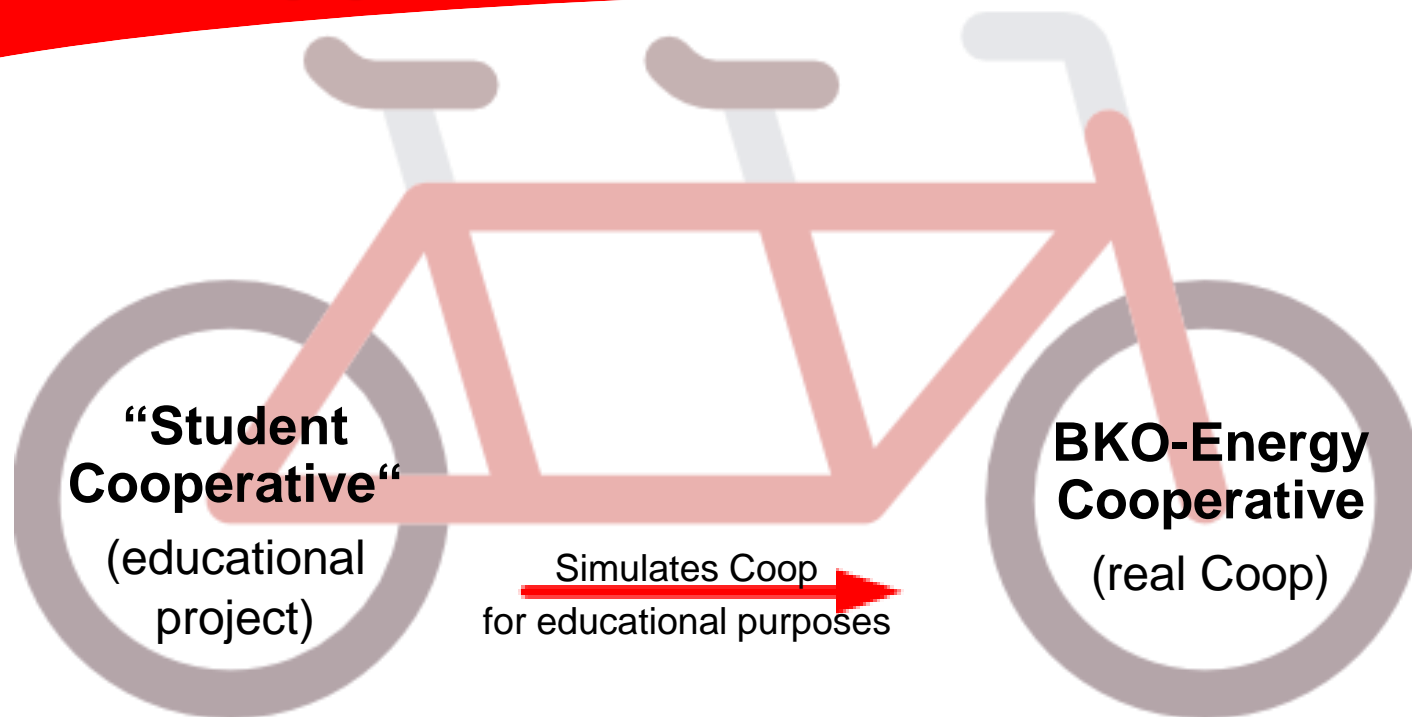 “Student
Cooperative“
(educational
project)
Simulates Coop
for educational purposes
BKO-Energy
Cooperative
(real Coop)